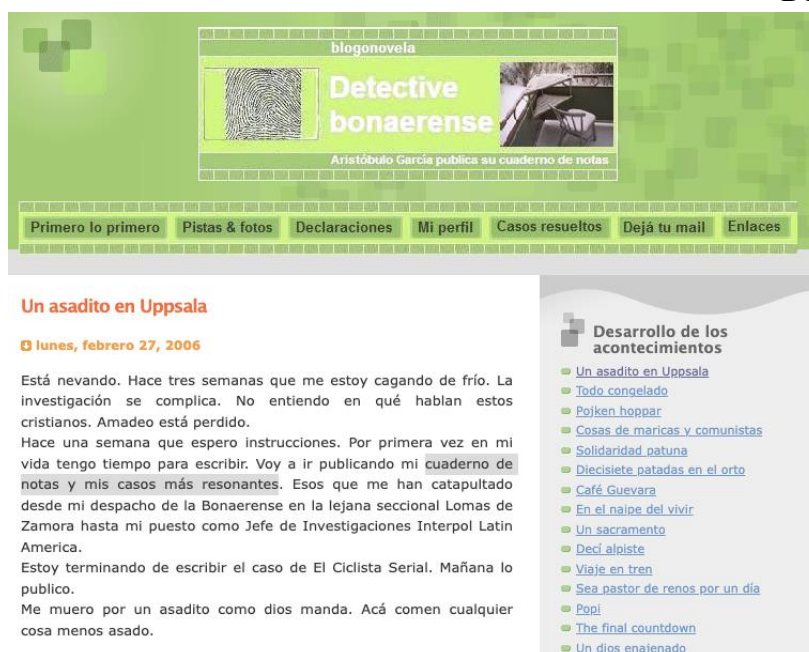 blogonovela
Detective
bonaerense
Aristóbulo García publica su cuaderno de notas
Primero lo primero
Pistas & fotos
Declaraciones
Mi perfil
Casos resueltos
Dejá tu mail
Enlaces
Un asadito en Uppsala
lunes, febrero 27, 2006
Está nevando. Hace tres semanas que me estoy cagando de frío. La
investigación se complica. No entiendo en qué hablan estos
cristianos. Amadeo está perdido.
Hace una semana que espero instrucciones. Por primera vez en mi
vida tengo tiempo para escribir. Voy a ir publicando mi cuaderno de
notas y mis casos más resonantes. Esos que me han catapultado
desde mi despacho de la Bonaerense en la lejana seccional Lomas de
Zamora hasta mi puesto como Jefe de Investigaciones Interpol Latin
America.
Estoy terminando de escribir el caso de El Ciclista Serial. Mañana lo
publico.
Me muero por un asadito como dios manda. Acá comen cualquier
cosa menos asado.
Desarrollo de los
acontecimientos
Un asadito en Uppsala
Todo congelado
Pojken hoppar
Cosas de maricas y comunistas
Solidaridad patuna
Diecisiete patadas en el orto
Café Guevara
En el naipe del vivir
Un sacramento
Decí alpiste
Viaje en tren
Sea pastor de renos por un día
Popi
The final countdown
Un dios enajenado